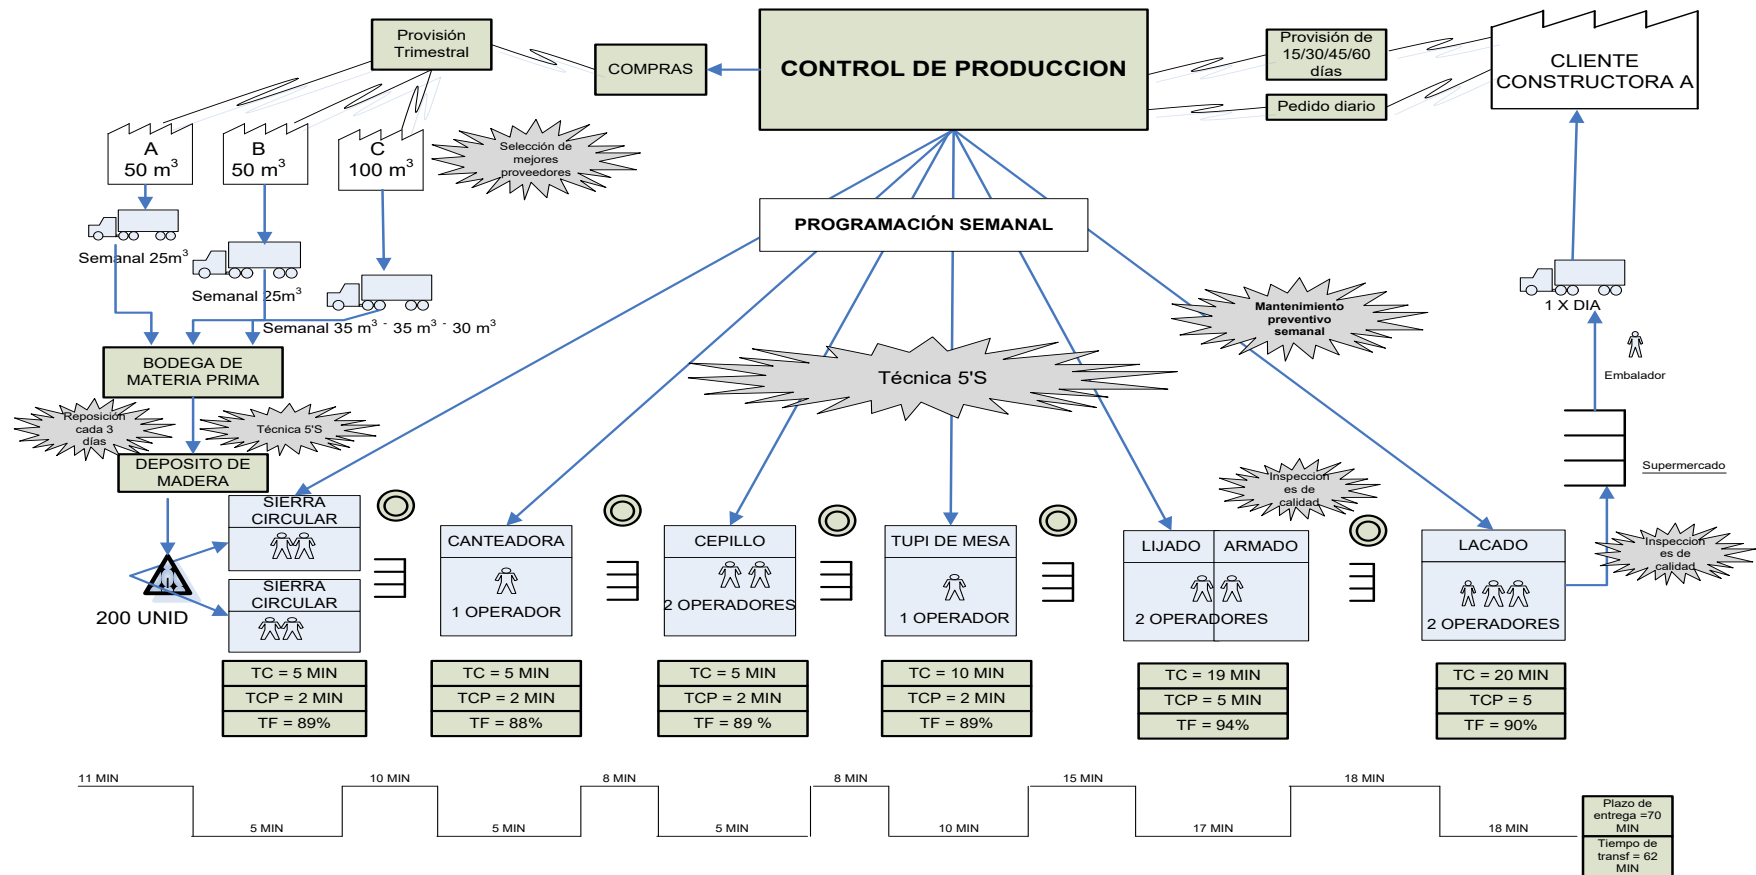 Provisión
Trimestral
COMPRAS
CONTROL DE PRODUCCION
Provisión de
15/30/45/60
días
Pedido diario
CLIENTE
CONSTRUCTORA A
A
50 m³
B
50 m³
C
100 m³
Selección de
mejores
proveedores
Semanal 25m³
Semanal 25m³
Semanal 35 m³ - 35 m³ - 30 m³
PROGRAMACIÓN SEMANAL
Mantenimiento
preventivo
semanal
1 X DIA
Embalador
BODEGA DE
MATERIA PRIMA
Técnica 5'S
Reposición
cada 3
días
Técnica 5'S
DEPOSITO DE
MADERA
Supermercado
Inspeccion
es de
calidad
Inspeccion
es de
calidad
SIERRA
CIRCULAR
SIERRA
CIRCULAR
200 UNID
CANTEADORA
1 OPERADOR
CEPILLO
2 OPERADORES
TUPI DE MESA
1 OPERADOR
LIJADO
ARMADO
2 OPERADORES
LACADO
2 OPERADORES
TC = 5 MIN
TCP = 2 MIN
TF = 89%
TC = 5 MIN
TCP = 2 MIN
TF = 88%
TC = 5 MIN
TCP = 2 MIN
TF = 89 %
TC = 10 MIN
TCP = 2 MIN
TF = 89%
TC = 19 MIN
TCP = 5 MIN
TF = 94%
TC = 20 MIN
TCP = 5
TF = 90%
11 MIN
5 MIN
10 MIN
5 MIN
8 MIN
5 MIN
8 MIN
10 MIN
15 MIN
17 MIN
18 MIN
18 MIN
Plazo de
entrega =70
MIN
Tiempo de
transf = 62
MIN